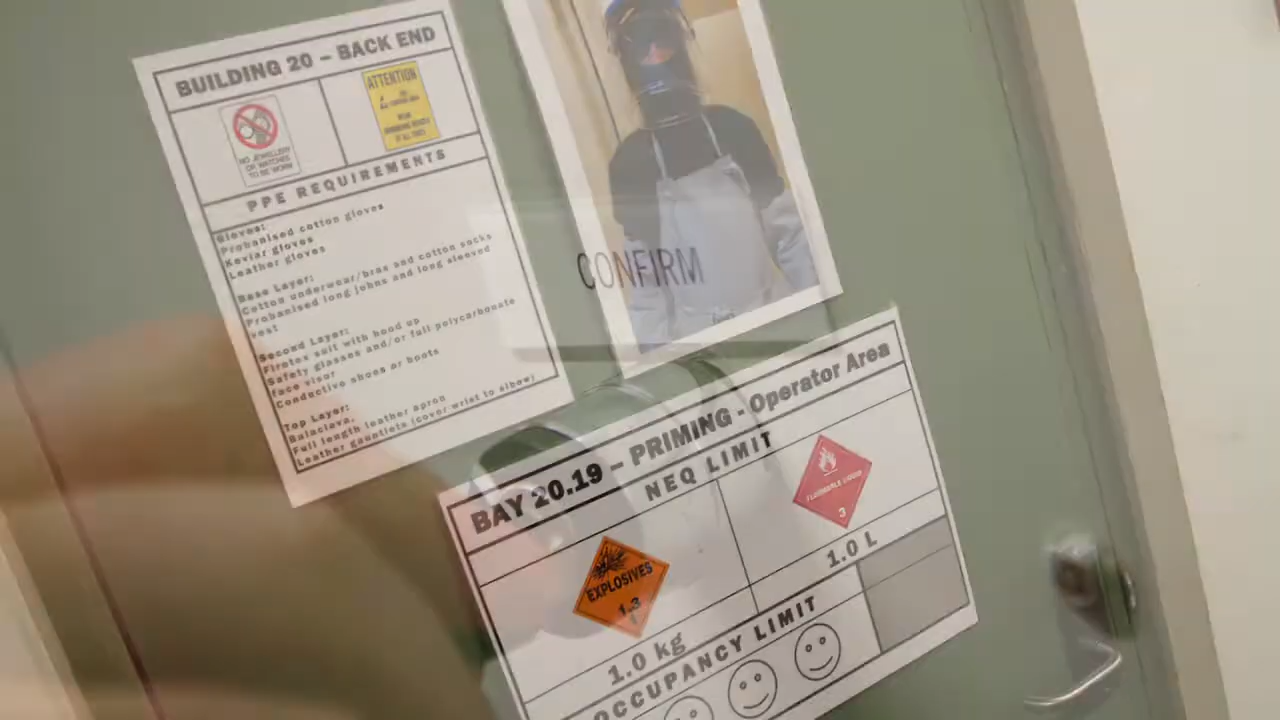 BUILDING 20 – BACK END
NO JEWELLERY
OR WATCHES
TO BE WORN
ATTENTION
PPE REQUIREMENTS
Gloves:
Probanised cotton gloves
Kevlar gloves
Leather gloves
Base Layer:
Cotton underwear/bras and cotton socks
Probanised long johns and long sleeved
vest
Second Layer:
Firetex suit with hood up
Safety glasses and/or full polycarbonate
face visor
Conductive shoes or boots
Top Layer:
Balaclava,
Full length leather apron
Leather gauntlets (cover wrist to elbow)
CONFIRM
BAY 20.19 – PRIMING - Operator Area
NEQ LIMIT
EXPLOSIVES
1.3
1.0 kg
FLAMMABLE LIQUID
3
1.0 L
OCCUPANCY LIMIT